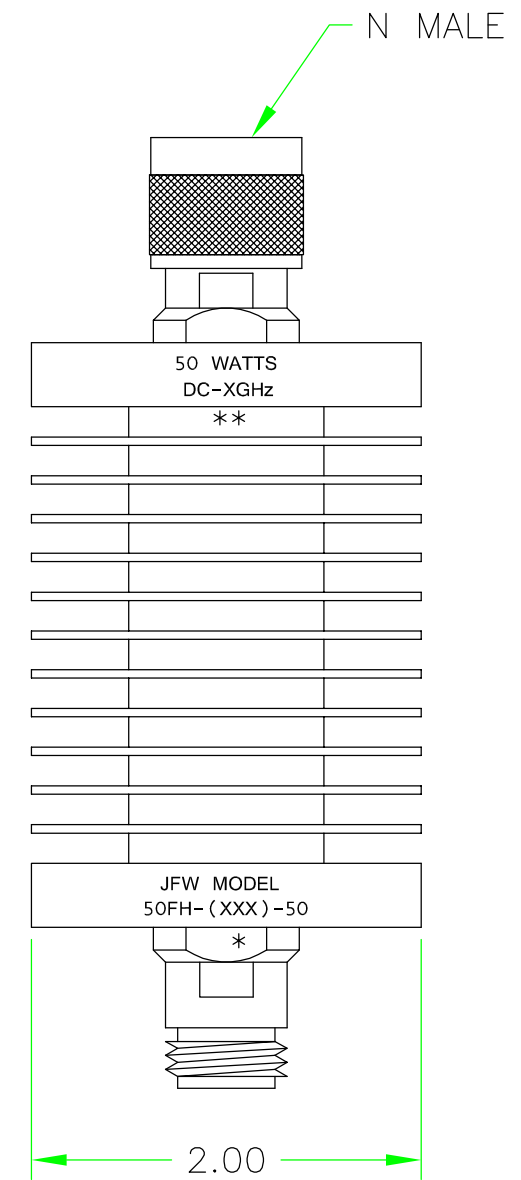 N MALE
50 WATTS
DC-XGHz
**
JFW MODEL
50FH-(XXX)-50
*
2.00